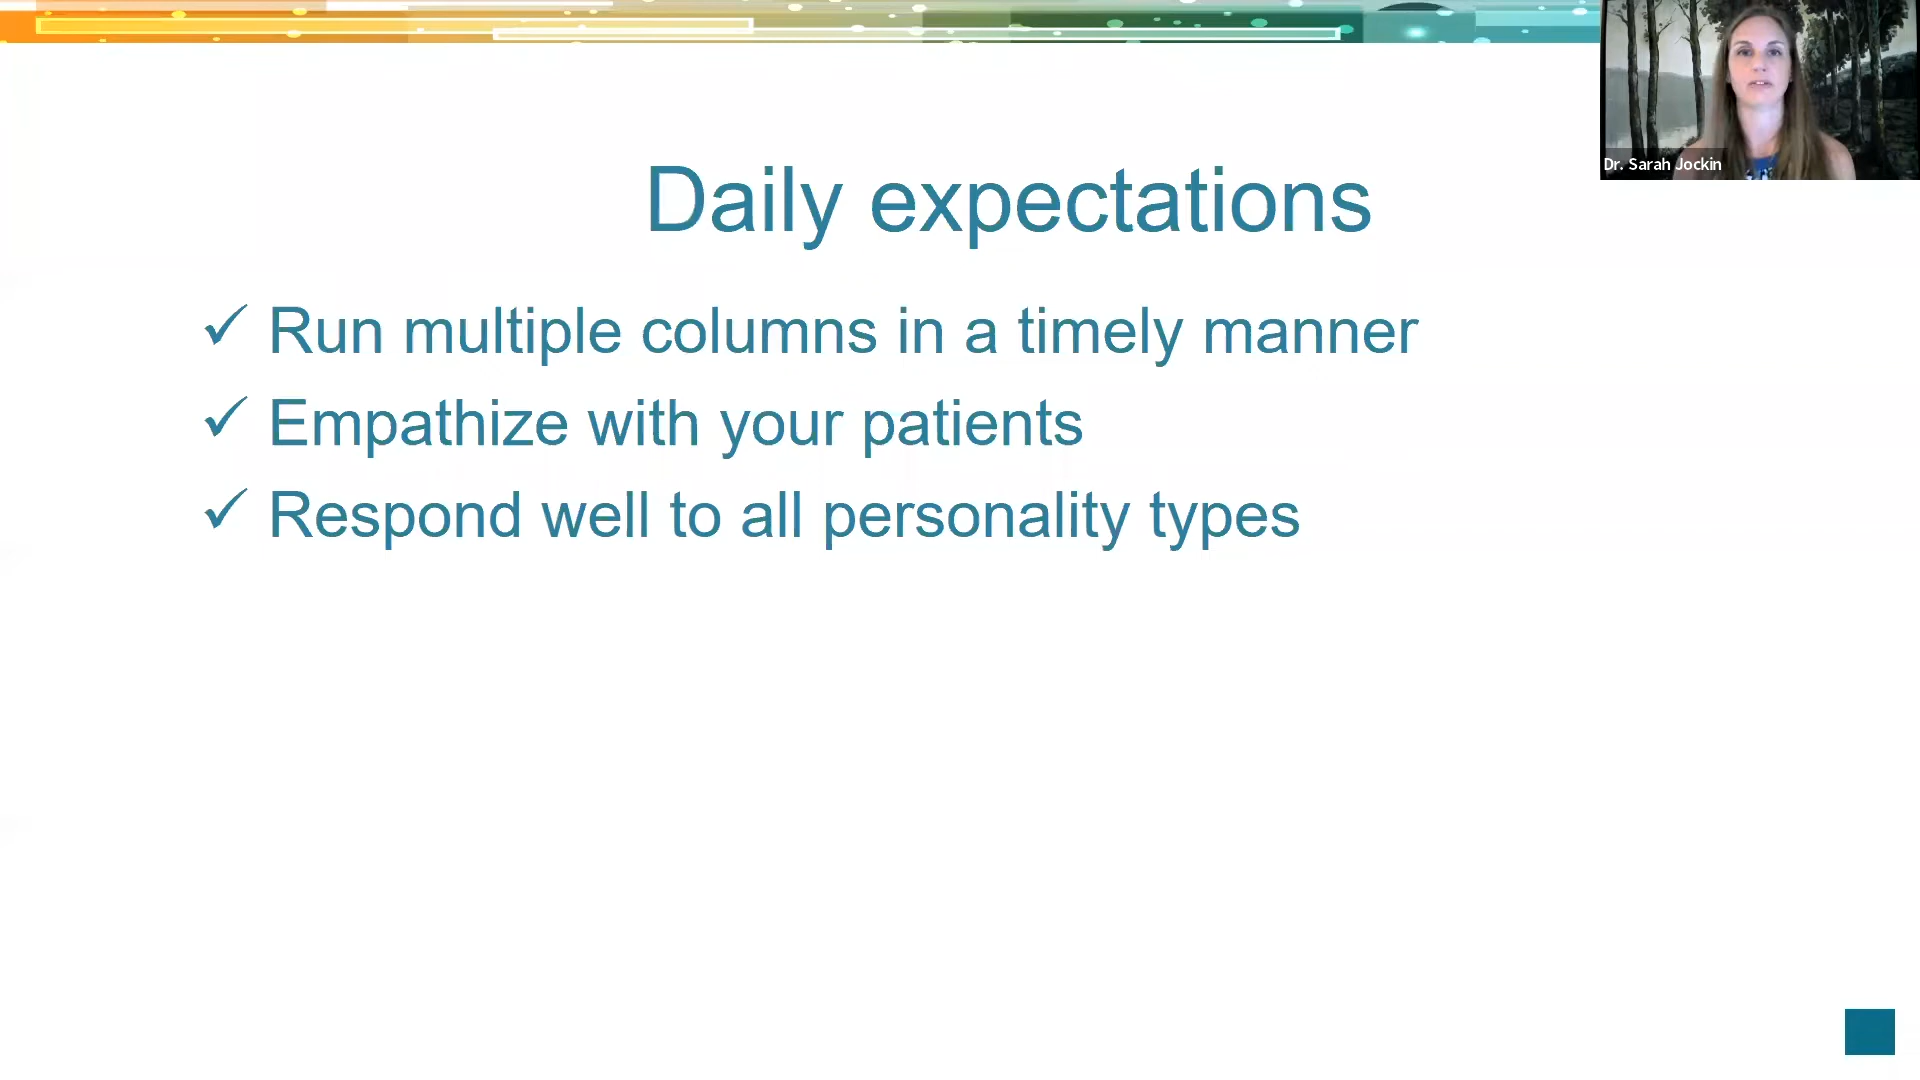 Dr. Sarah Jockin
Daily expectations
✓ Run multiple columns in a timely manner
✓ Empathize with your patients
✓ Respond well to all personality types